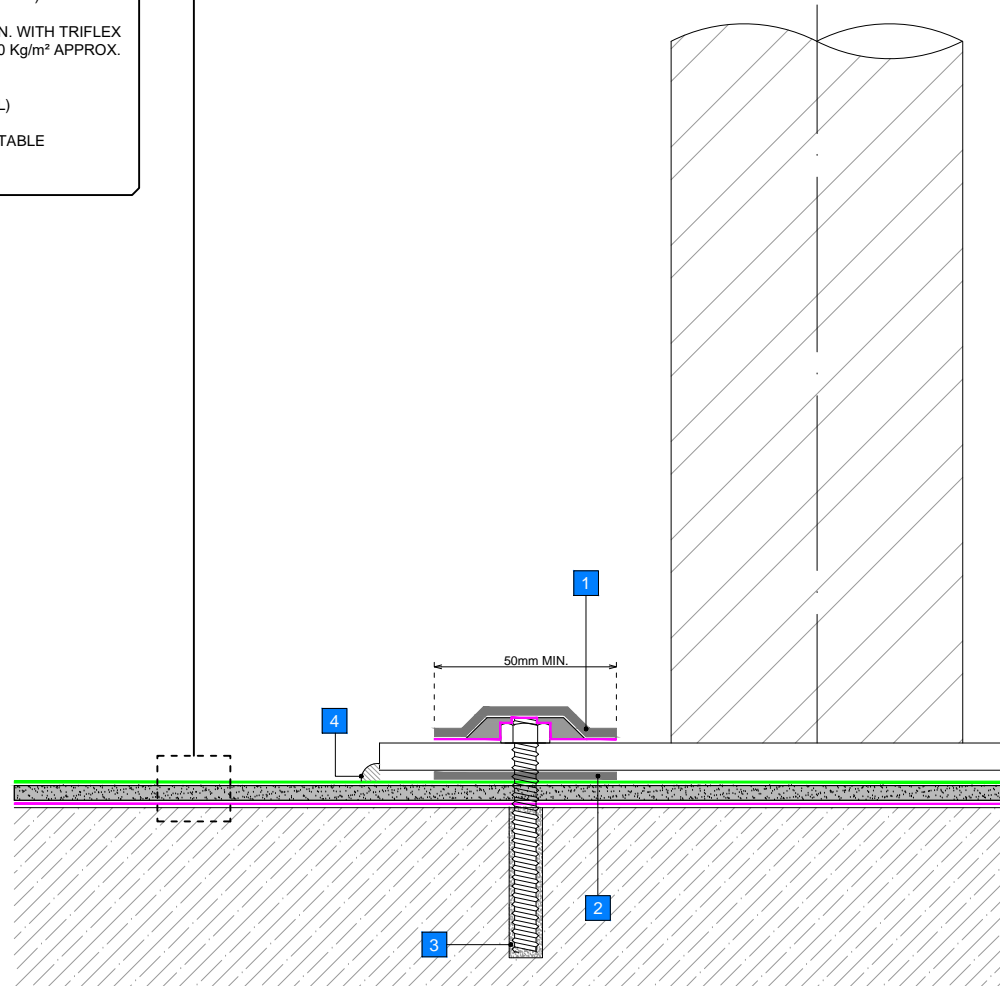 N. WITH TRIFLEX
0 Kg/m² APPROX.
L)
TABLE
1
50mm MIN.
4
2
3